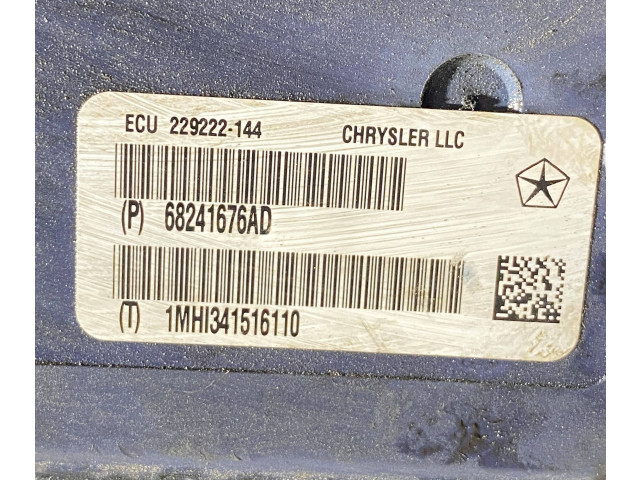 ECU 229222-144 CHRYSLER LLC
(P) 68241676AD
(T) 1MHI341516110